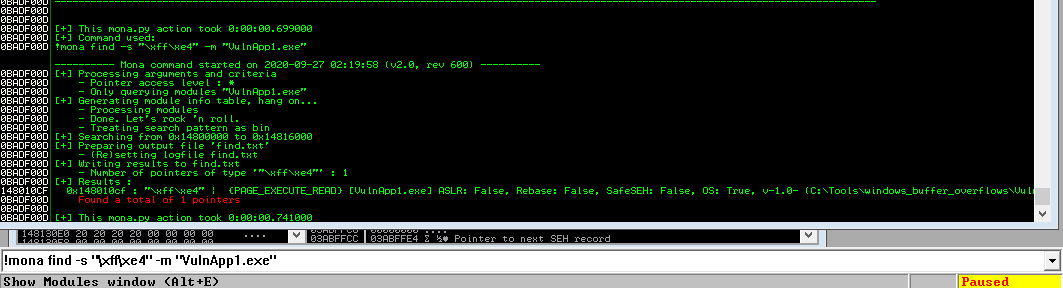 0BADF00D
0BADF00D [+] This mona.py action took 0:00:00.699000
0BADF00D [+] Command used:
0BADF00D !mona find -s "\xff\xe4" -m "VulnApp1.exe"
---------- Mona command started on 2020-09-27 02:19:58 (v2.0, rev 600) ----------
0BADF00D [+] Processing arguments and criteria
0BADF00D - Pointer access level : *
0BADF00D - Only querying modules "VulnApp1.exe"
0BADF00D [+] Generating module info table, hang on...
0BADF00D - Processing modules
0BADF00D - Done. Let's rock 'n roll.
0BADF00D - Treating search pattern as bin
0BADF00D [+] Searching from 0x14800000 to 0x14816000
0BADF00D [+] Preparing output file 'find.txt'
0BADF00D - (Re)setting logfile find.txt
0BADF00D [+] Writing results to find.txt
0BADF00D - Number of pointers of type '"\xff\xe4"' : 1
0BADF00D [+] Results :
148010CF 0x148010cf : "\xff\xe4" | {PAGE_EXECUTE_READ} [VulnApp1.exe] ASLR: False, Rebase: False, SafeSEH: False, OS: True, v-1.0- (C:\Tools\windows_buffer_overflows\Vuln
0BADF00D Found a total of 1 pointers
0BADF00D
0BADF00D [+] This mona.py action took 0:00:00.741000
148130E0 20 20 20 20 00 00 00 00 ....
03ABFFCC 03ABFFE4 Σ ½♥ Pointer to next SEH record
!mona find -s "\xff\xe4" -m "VulnApp1.exe"
Show Modules window (Alt+E) Paused